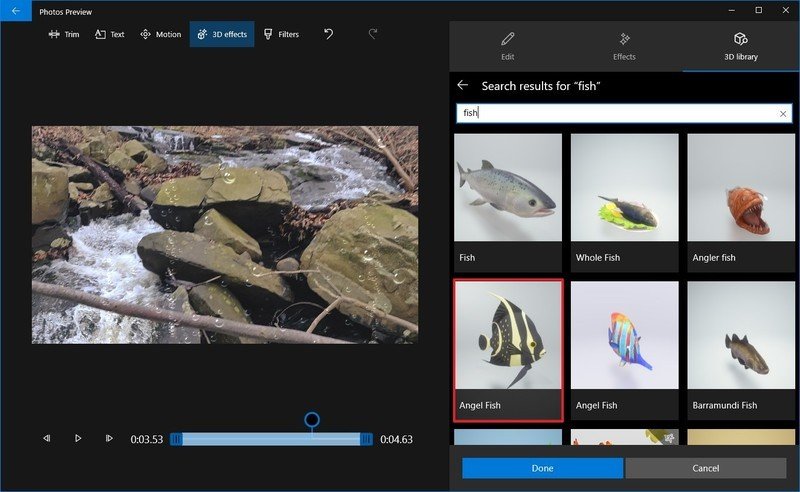 Photos Preview
Trim
Text
Motion
3D effects
Filters
Edit
Effects
3D library
Search results for "fish"
fish
Fish
Whole Fish
Angler fish
Angel Fish
Angel Fish
Barramundi Fish
0:03.53
0:04.63
Done
Cancel